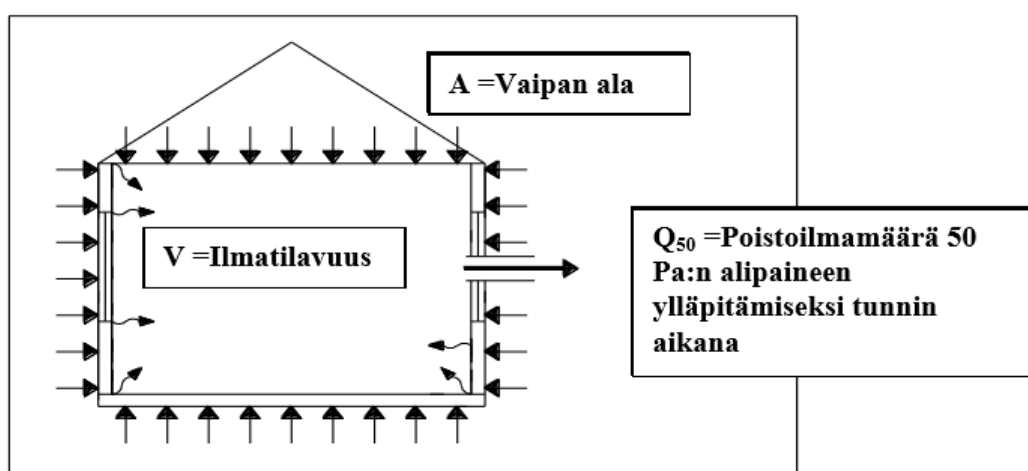 A =Vaipan ala
V =Ilmatilavuus
Q₅₀ =Poistoilmamäärä 50
Pa:n alipaineen
ylläpitämiseksi tunnin
aikana